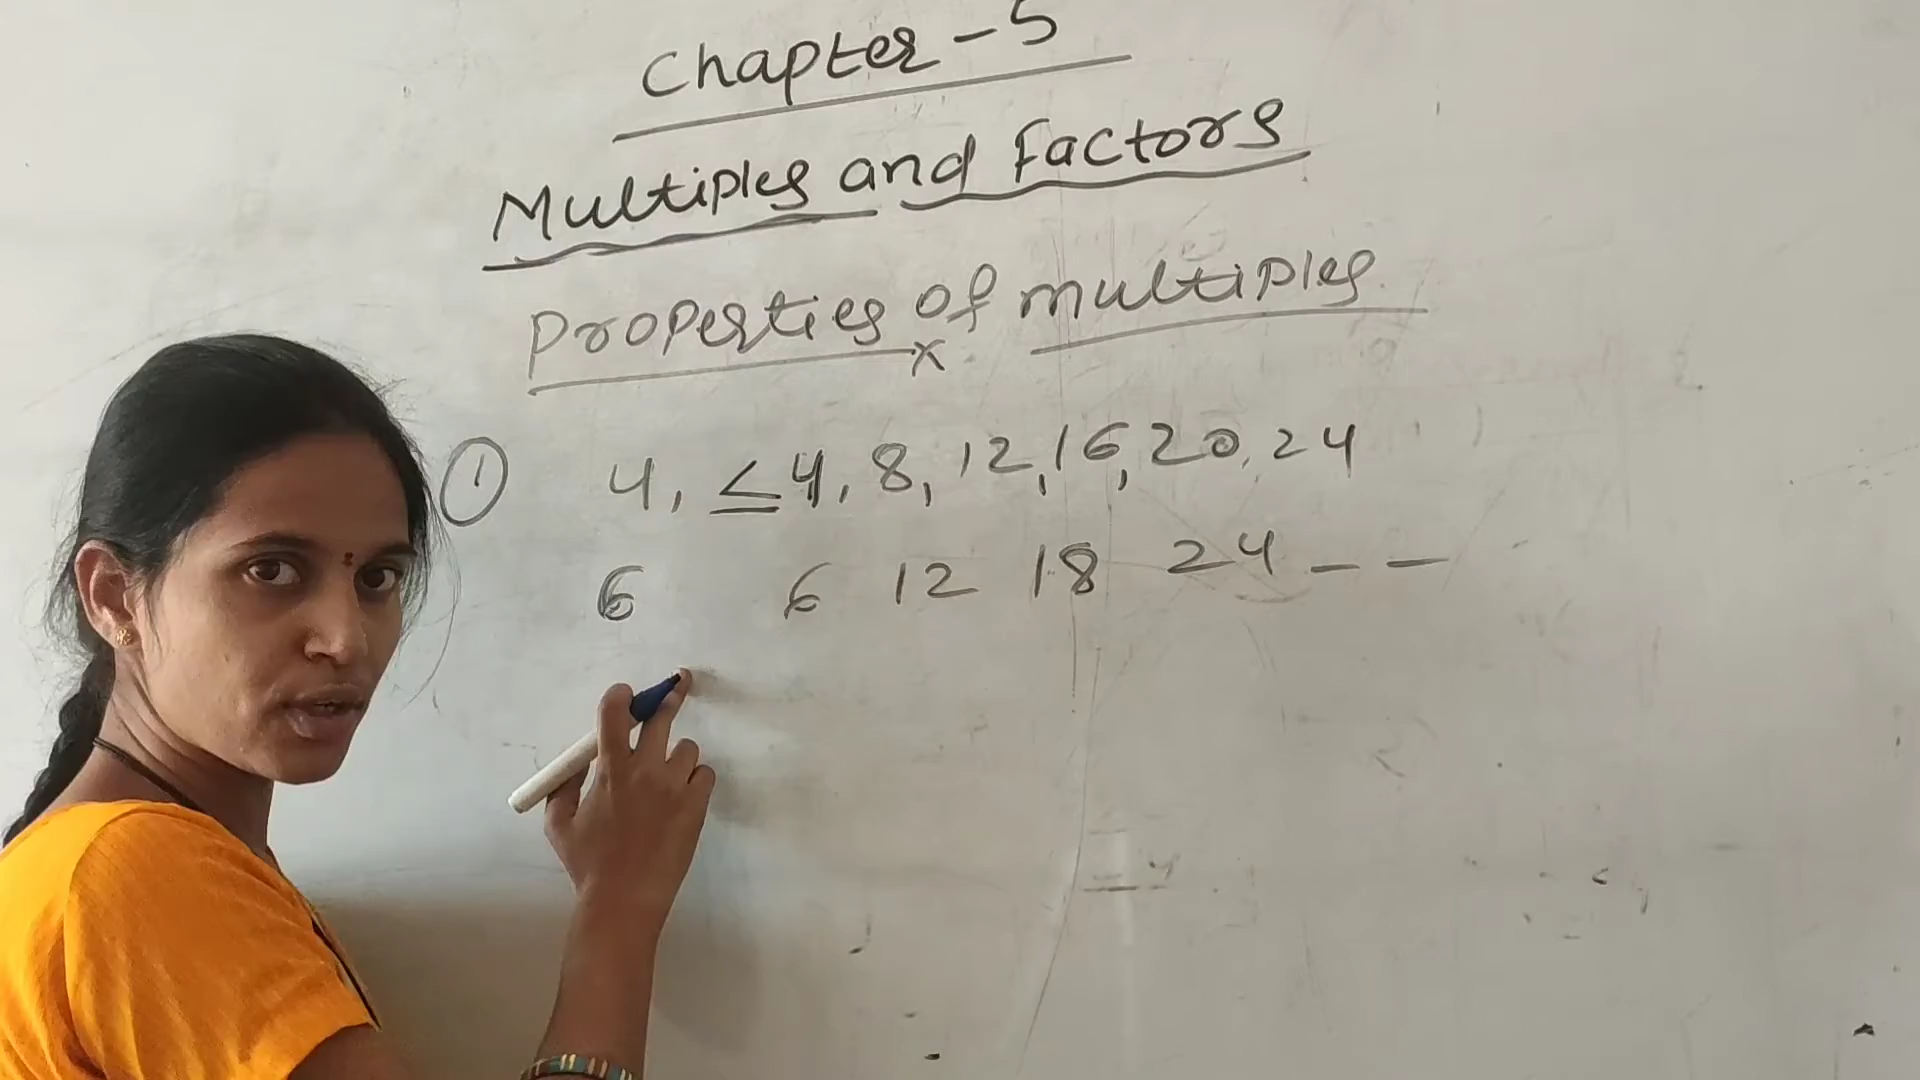 Chapter - 5
Multiples and Factors
Properties of multiples
x
① 4, ≤ 4, 8, 12, 16, 20, 24
6 6 12 18 24 _ _